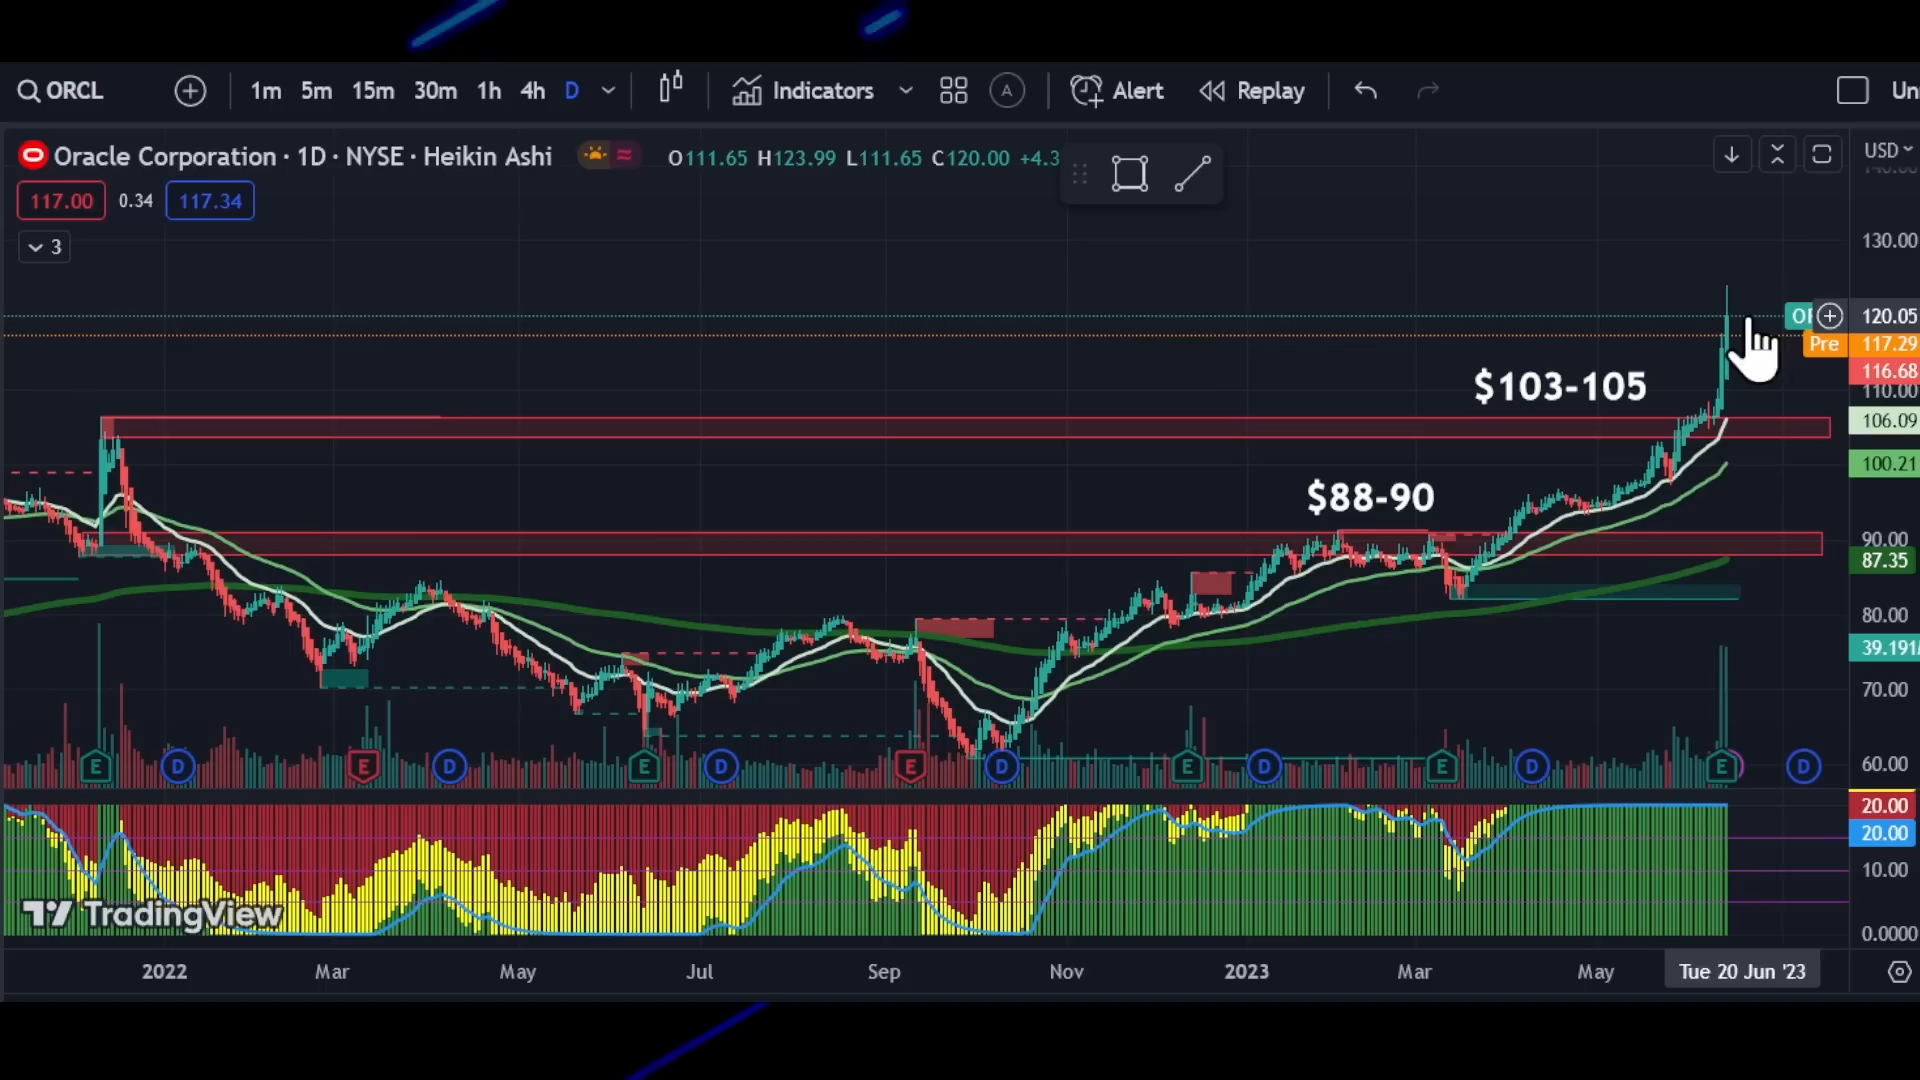 ORCL 1m 5m 15m 30m 1h 4h D Indicators A Alert Replay
Oracle Corporation · 1D · NYSE · Heikin Ashi O111.65 H123.99 L111.65 C120.00 +4.3 USD
117.00 0.34 117.34
3
130.00
120.05
Pre 117.29
116.68
110.00
$103-105
106.09
100.21
$88-90
90.00
87.35
80.00
39.191
70.00
E D E D E D E D E D E D E D
60.00
20.00
20.00
10.00
TradingView
0.0000
2022 Mar May Jul Sep Nov 2023 Mar May Tue 20 Jun '23